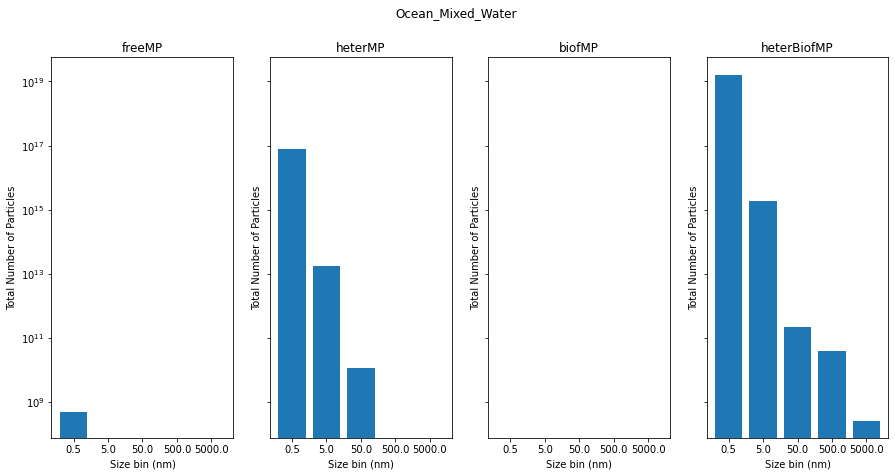 Ocean_Mixed_Water
freeMP
heterMP
biofMP
heterBiofMP
Total Number of Particles
10^19
10^17
10^15
10^13
10^11
10^9
0.5 5.0 50.0 500.0 5000.0
Size bin (nm)
Total Number of Particles
0.5 5.0 50.0 500.0 5000.0
Size bin (nm)
Total Number of Particles
0.5 5.0 50.0 500.0 5000.0
Size bin (nm)
Total Number of Particles
0.5 5.0 50.0 500.0 5000.0
Size bin (nm)